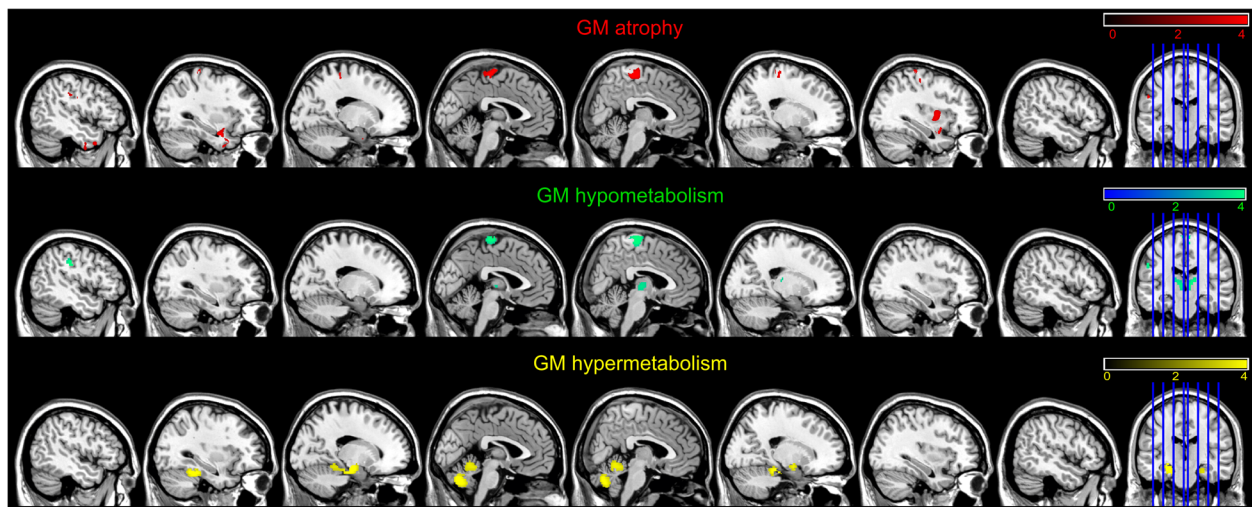 GM atrophy
0 2 4
GM hypometabolism
0 2 4
GM hypermetabolism
0 2 4